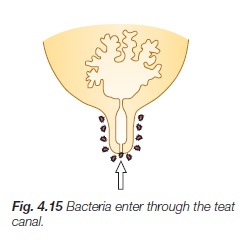 Fig. 4.15 Bacteria enter through the teat
canal.